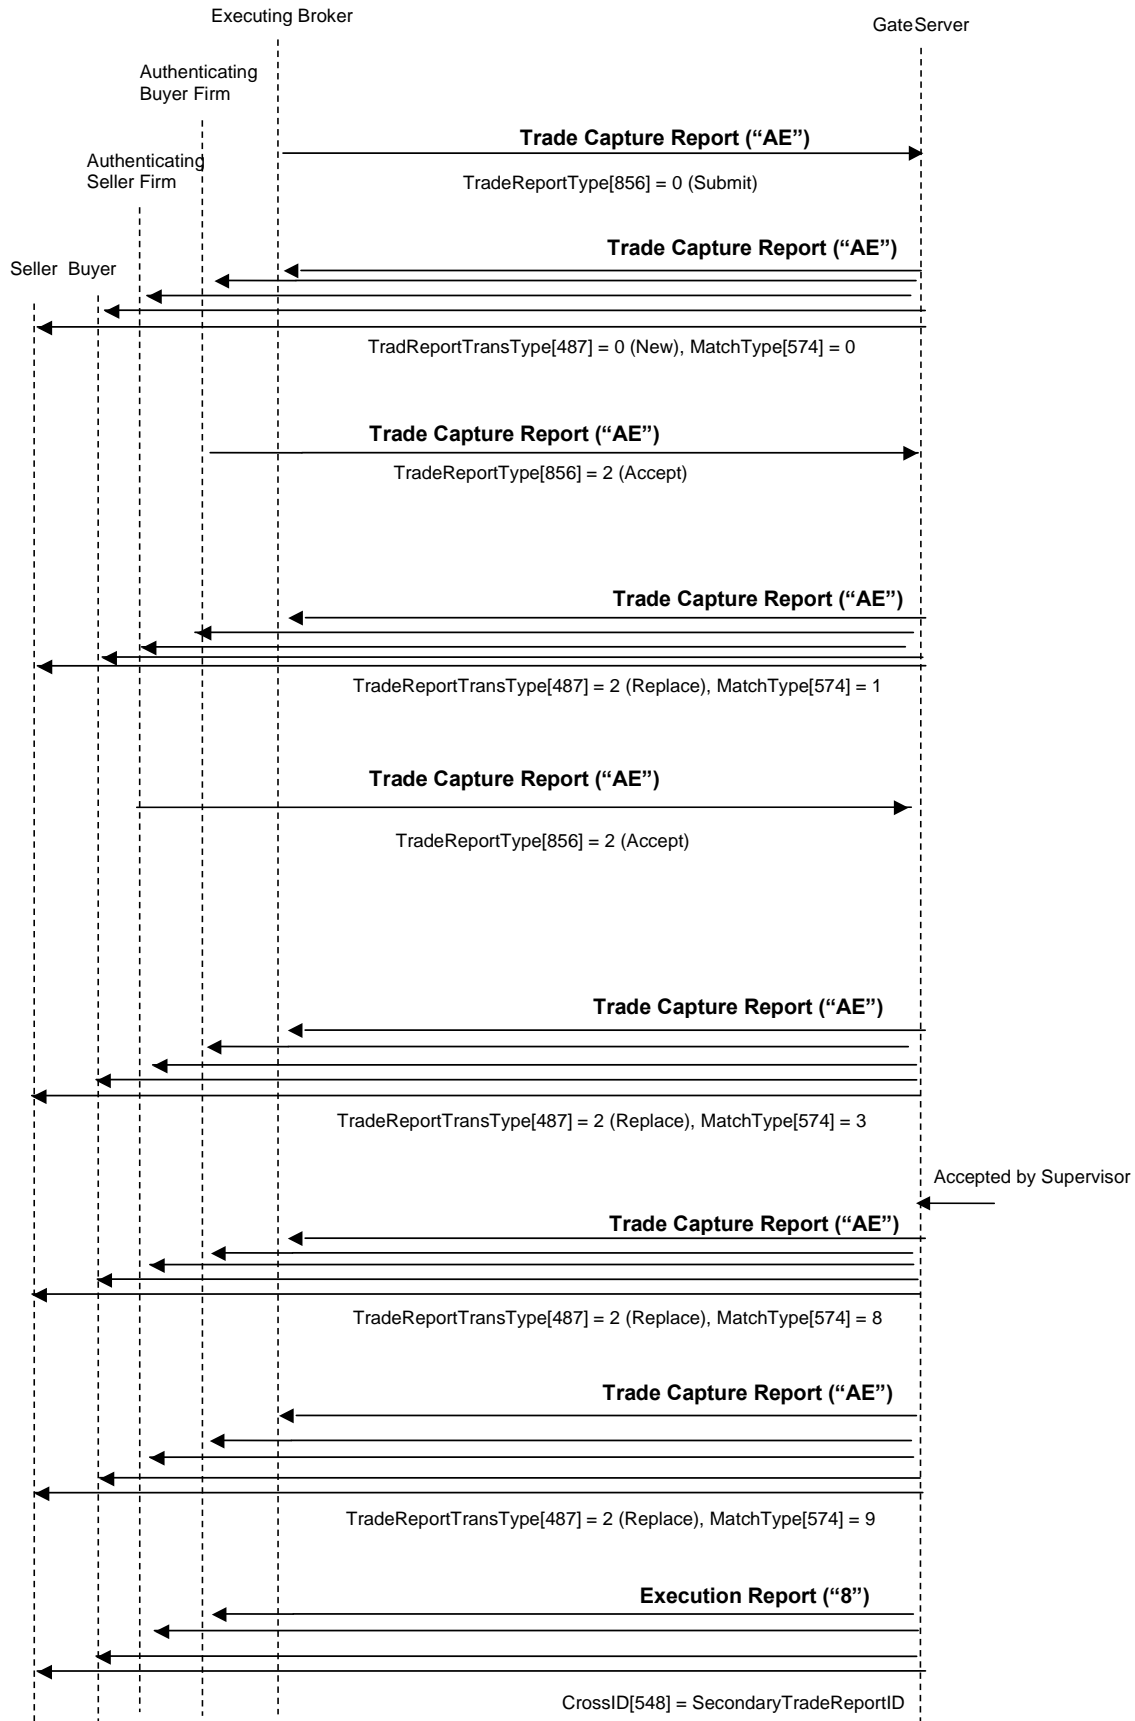 Executing Broker
GateServer
Authenticating
Buyer Firm
Trade Capture Report (“AE”)
Authenticating
Seller Firm
TradeReportType[856] = 0 (Submit)
Trade Capture Report (“AE”)
Seller Buyer
TradReportTransType[487] = 0 (New), MatchType[574] = 0
Trade Capture Report (“AE”)
TradeReportType[856] = 2 (Accept)
Trade Capture Report (“AE”)
TradeReportTransType[487] = 2 (Replace), MatchType[574] = 1
Trade Capture Report (“AE”)
TradeReportType[856] = 2 (Accept)
Trade Capture Report (“AE”)
TradeReportTransType[487] = 2 (Replace), MatchType[574] = 3
Accepted by Supervisor
Trade Capture Report (“AE”)
TradeReportTransType[487] = 2 (Replace), MatchType[574] = 8
Trade Capture Report (“AE”)
TradeReportTransType[487] = 2 (Replace), MatchType[574] = 9
Execution Report (“8”)
CrossID[548] = SecondaryTradeReportID